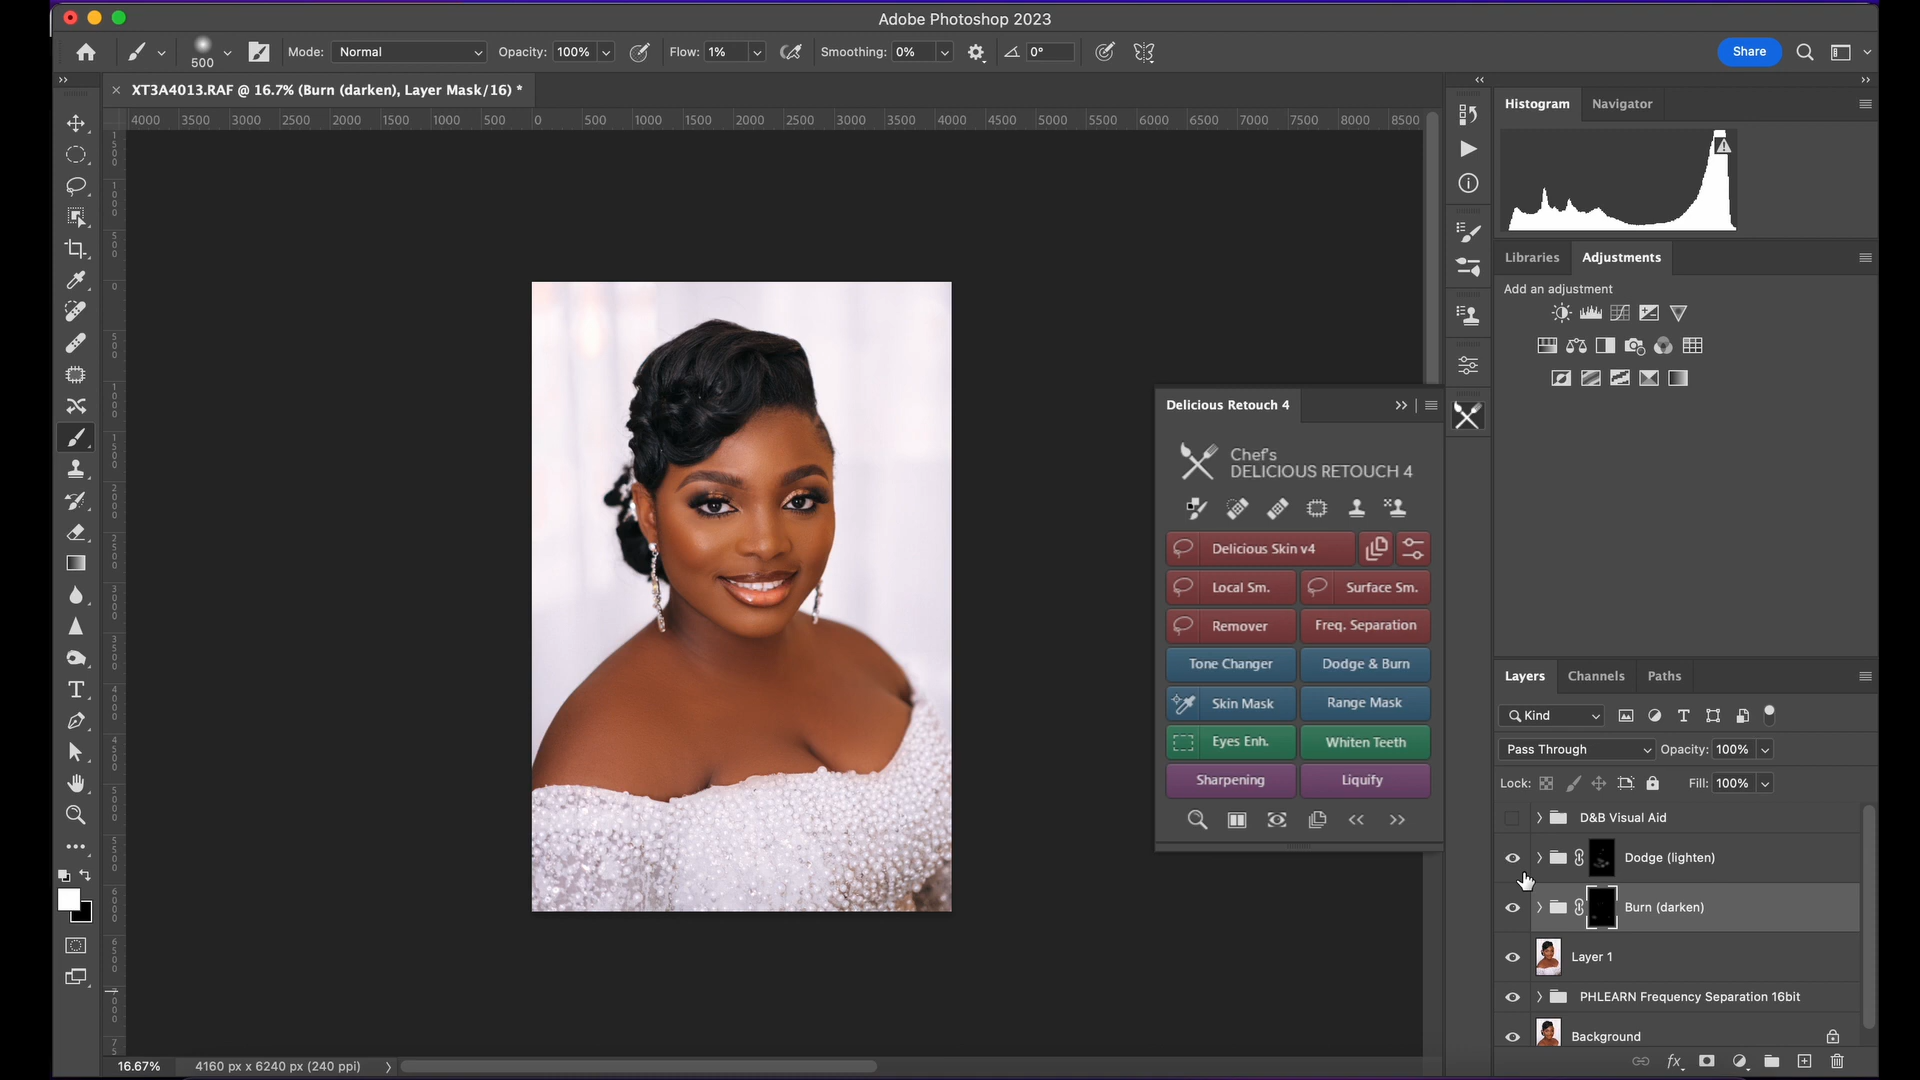 Adobe Photoshop 2023
500
Mode: Normal
Opacity: 100%
Flow: 1%
Smoothing: 0%
0°
Share
XT3A4013.RAF @ 16.7% (Burn (darken), Layer Mask/16) *
4000 3500 3000 2500 2000 1500 1000 500 0 500 1000 1500 2000 2500 3000 3500 4000 4500 5000 5500 6000 6500 7000 7500 8000 8500
Histogram
Navigator
Libraries
Adjustments
Add an adjustment
Delicious Retouch 4
Chef's
DELICIOUS RETOUCH 4
Delicious Skin v4
Local Sm.
Surface Sm.
Remover
Freq. Separation
Tone Changer
Dodge & Burn
Skin Mask
Range Mask
Eyes Enh.
Whiten Teeth
Sharpening
Liquify
Layers
Channels
Paths
Kind
Pass Through
Opacity: 100%
Lock:
Fill: 100%
D&B Visual Aid
Dodge (lighten)
Burn (darken)
Layer 1
PHLEARN Frequency Separation 16bit
Background
16.67%
4160 px x 6240 px (240 ppi)